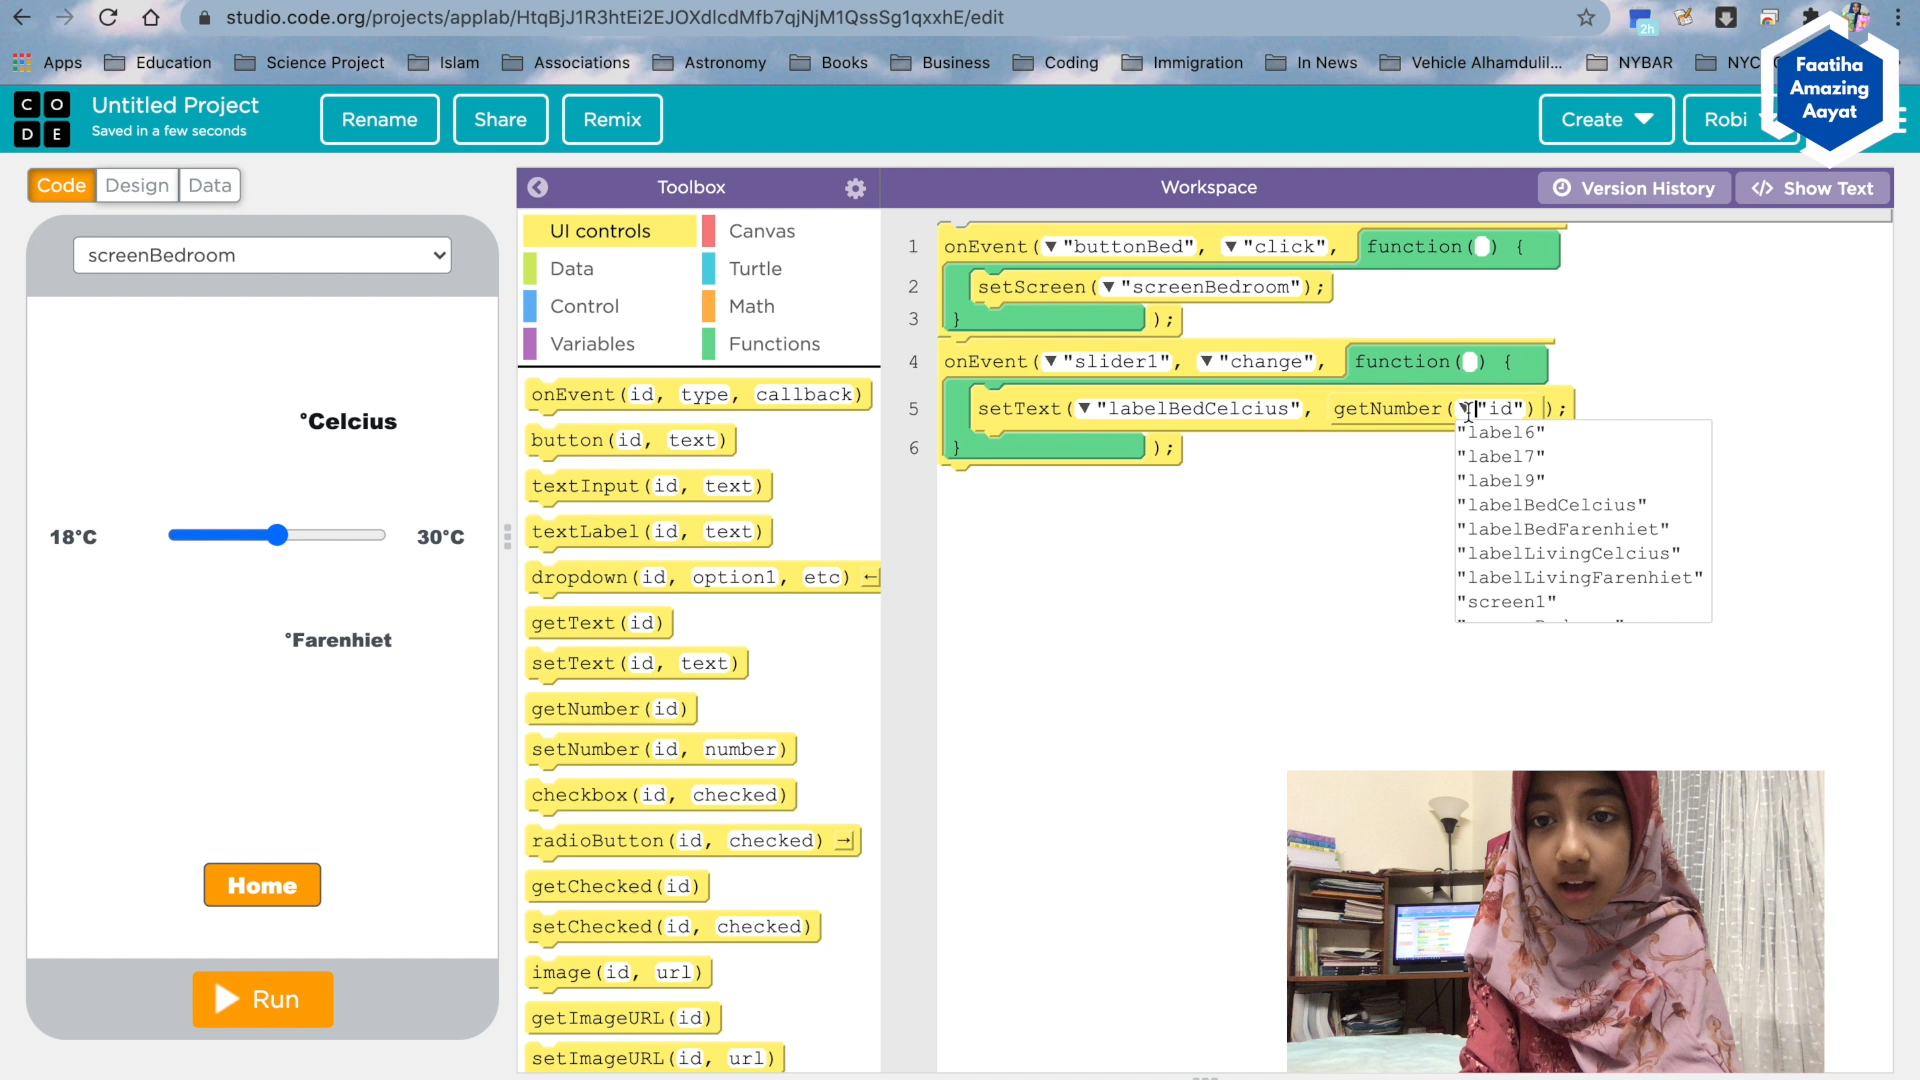 studio.code.org/projects/applab/HtqBjJ1R3htEi2EJOXdIcdMfb7qjNjM1QssSg1qxxhE/edit
2h
Apps Education Science Project Islam Associations Astronomy Books Business Coding Immigration In News Vehicle Alhamdulil... NYBAR NYC
Faatiha
Amazing
Aayat
C O
D E
Untitled Project
Saved in a few seconds
Rename Share Remix Create Robi
Code Design Data
Toolbox
Workspace
Version History
</> Show Text
screenBedroom
°Celcius
18°C 30°C
°Farenhiet
Home
Run
UI controls Canvas
Data Turtle
Control Math
Variables Functions
onEvent(id, type, callback)
button(id, text)
textInput(id, text)
textLabel(id, text)
dropdown(id, option1, etc) ←
getText(id)
setText(id, text)
getNumber(id)
setNumber(id, number)
checkbox(id, checked)
radioButton(id, checked) →
getChecked(id)
setChecked(id, checked)
image(id, url)
getImageURL(id)
setImageURL(id, url)
1 onEvent(▼"buttonBed", ▼"click", function( ) {
2 setScreen(▼"screenBedroom");
3 } );
4 onEvent(▼"slider1", ▼"change", function( ) {
5 setText(▼"labelBedCelcius", getNumber(▼"id") );
6 } );
"label6"
"label7"
"label9"
"labelBedCelcius"
"labelBedFarenhiet"
"labelLivingCelcius"
"labelLivingFarenhiet"
"screen1"